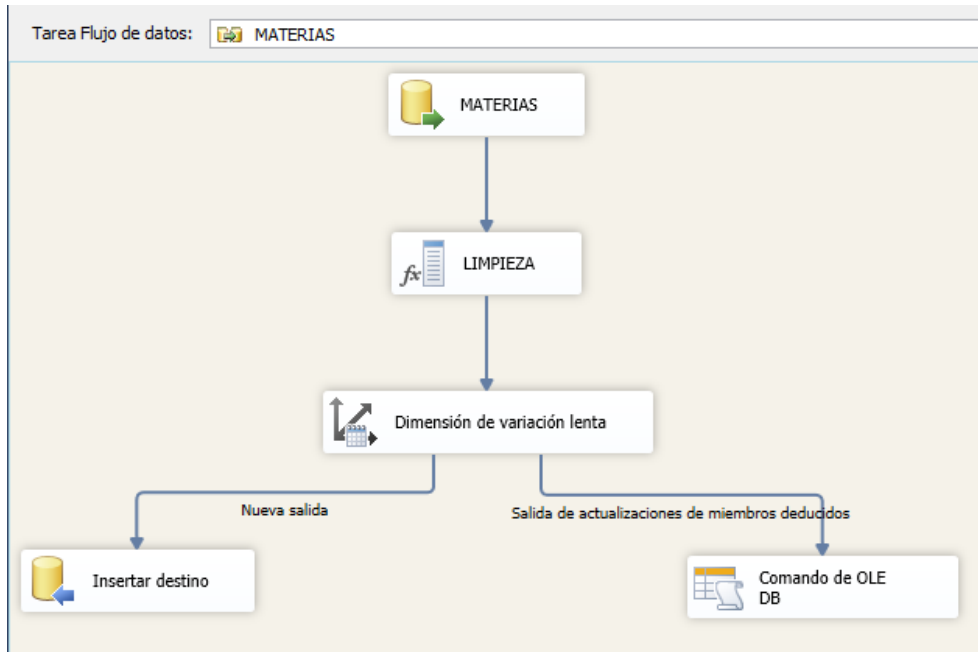 Tarea Flujo de datos: MATERIAS
MATERIAS
fx LIMPIEZA
Dimensión de variación lenta
Nueva salida
Salida de actualizaciones de miembros deducidos
Insertar destino
Comando de OLE
DB